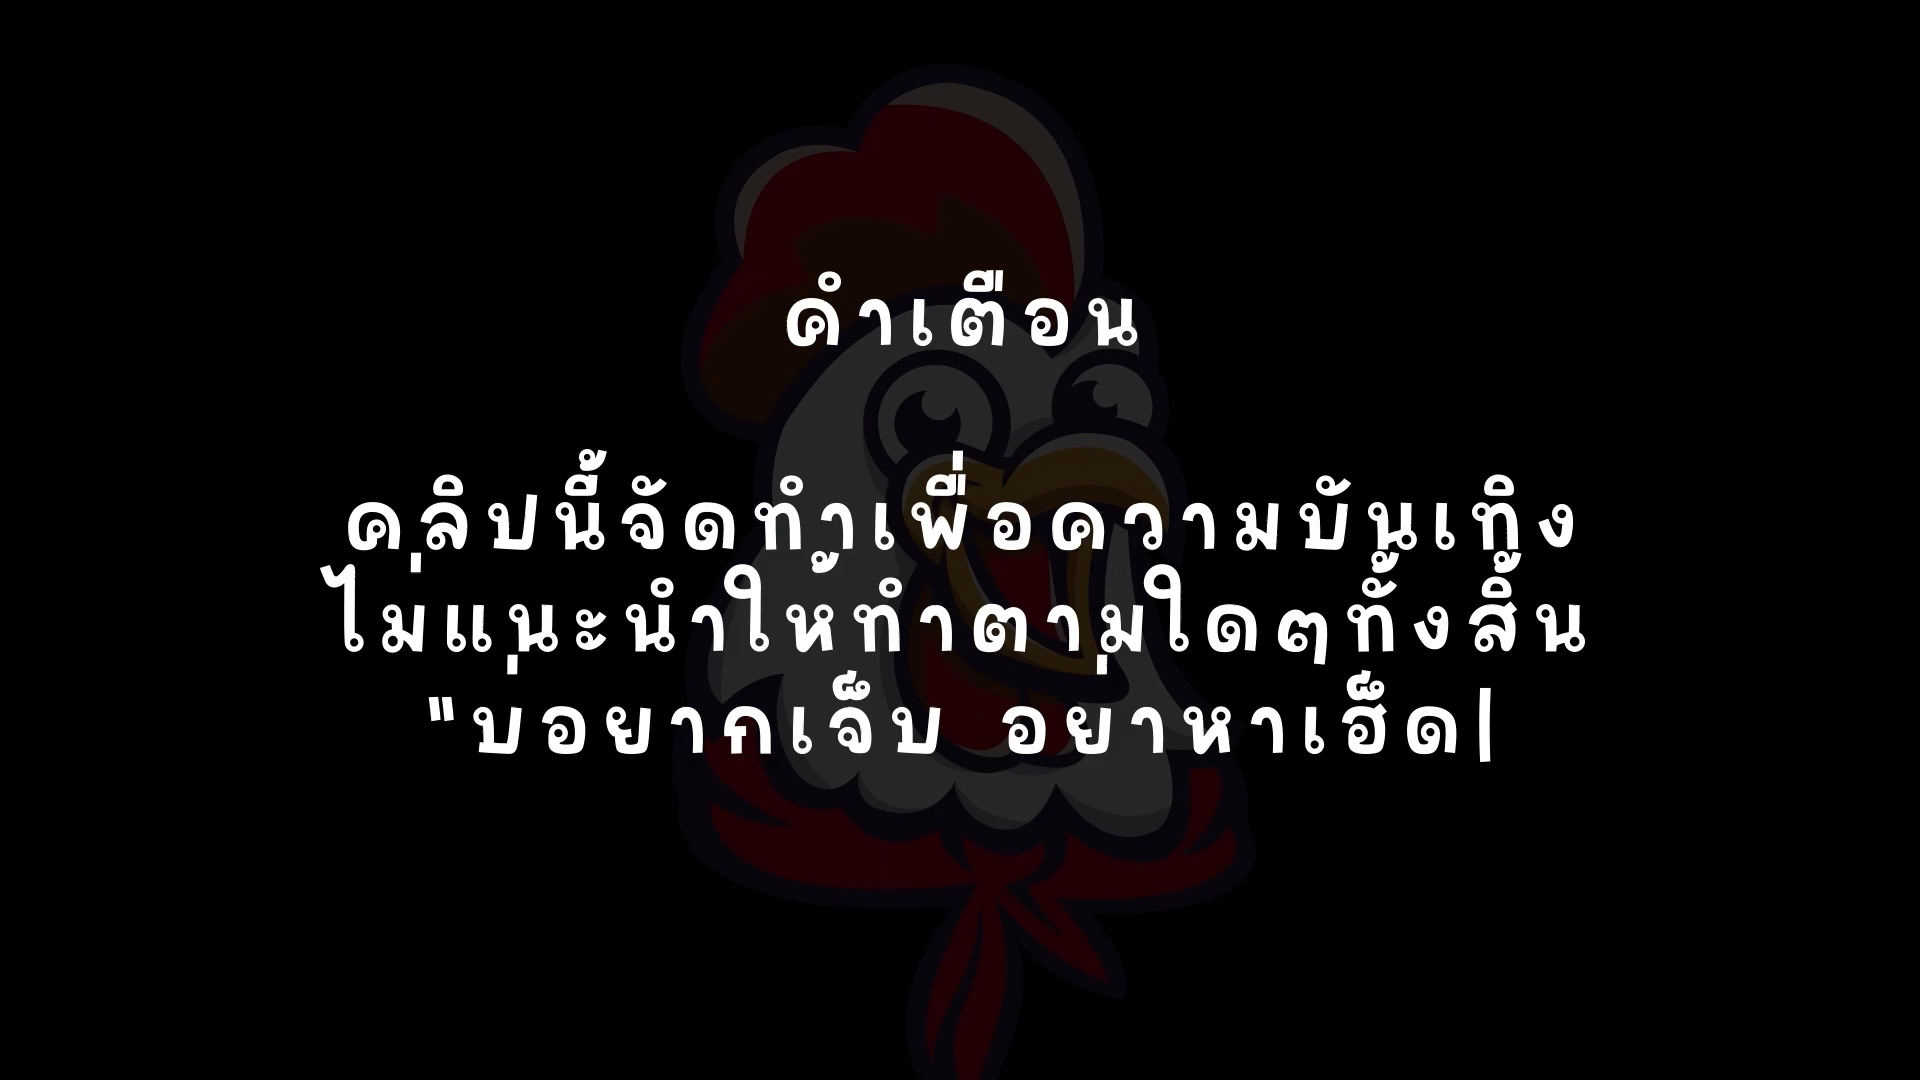 คำเตือน
คลิปนี้จัดทำเพื่อความบันเทิง
ไม่แนะนำให้ทำตามใดๆทั้งสิ้น
"บ่อยากเจ็บ อย่าหาเฮ็ด|